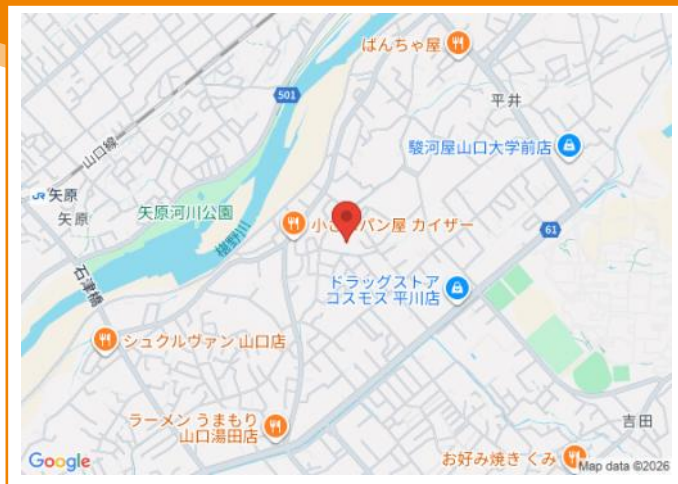 ばんちゃ屋
501
平井
駿河屋山口大学前店
山口線
JR 矢原
矢原
矢原河川公園
椹野川
パン屋 カイザー
61
ドラッグストア
コスモス 平川店
石津橋
シュクルヴァン 山口店
ラーメン うまもり
山口湯田店
吉田
お好み焼き くみ
Google
Map data ©2026